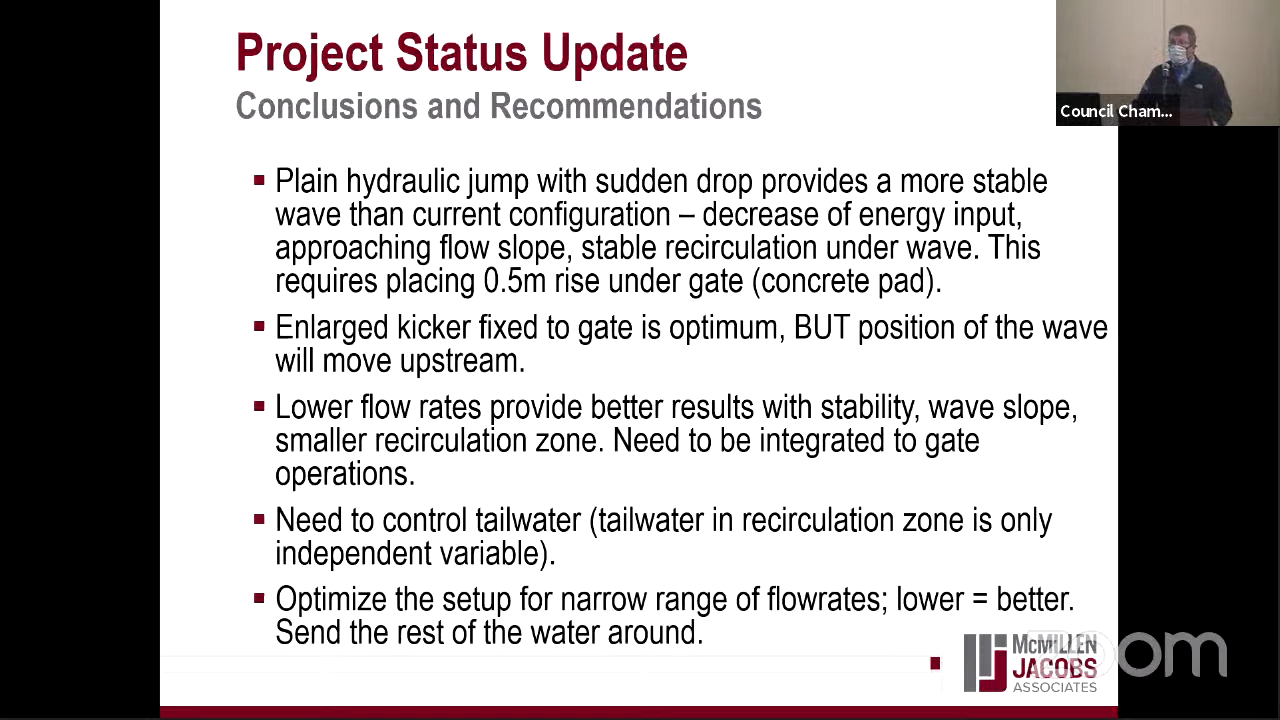 Project Status Update
Conclusions and Recommendations
Council Cham...
Plain hydraulic jump with sudden drop provides a more stable
wave than current configuration – decrease of energy input,
approaching flow slope, stable recirculation under wave. This
requires placing 0.5m rise under gate (concrete pad).
Enlarged kicker fixed to gate is optimum, BUT position of the wave
will move upstream.
Lower flow rates provide better results with stability, wave slope,
smaller recirculation zone. Need to be integrated to gate
operations.
Need to control tailwater (tailwater in recirculation zone is only
independent variable).
Optimize the setup for narrow range of flowrates; lower = better.
Send the rest of the water around.
MCMILLEN
JACOBS
ASSOCIATES
zoom